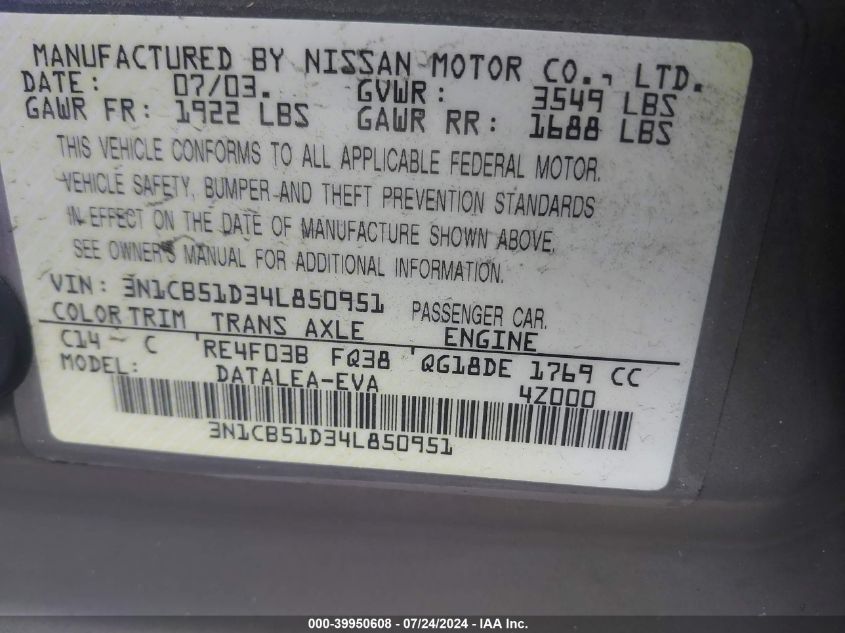 MANUFACTURED BY NISSAN MOTOR CO., LTD.
DATE: 07/03. GVWR: 3549 LBS
GAWR FR: 1922 LBS GAWR RR: 1688 LBS
THIS VEHICLE CONFORMS TO ALL APPLICABLE FEDERAL MOTOR.
VEHICLE SAFETY, BUMPER AND THEFT PREVENTION STANDARDS
IN EFFECT ON THE DATE OF MANUFACTURE SHOWN ABOVE.
SEE OWNER'S MANUAL FOR ADDITIONAL INFORMATION.
VIN: 3N1CB51D34L850951 PASSENGER CAR.
COLOR TRIM TRANS AXLE ENGINE
C14 - C 'RE4F03B FQ38 'QG18DE 1769 CC
MODEL: DATALEA-EVA 4Z000
3N1CB51D34L850951
000-39950608 - 07/24/2024 - IAA Inc.